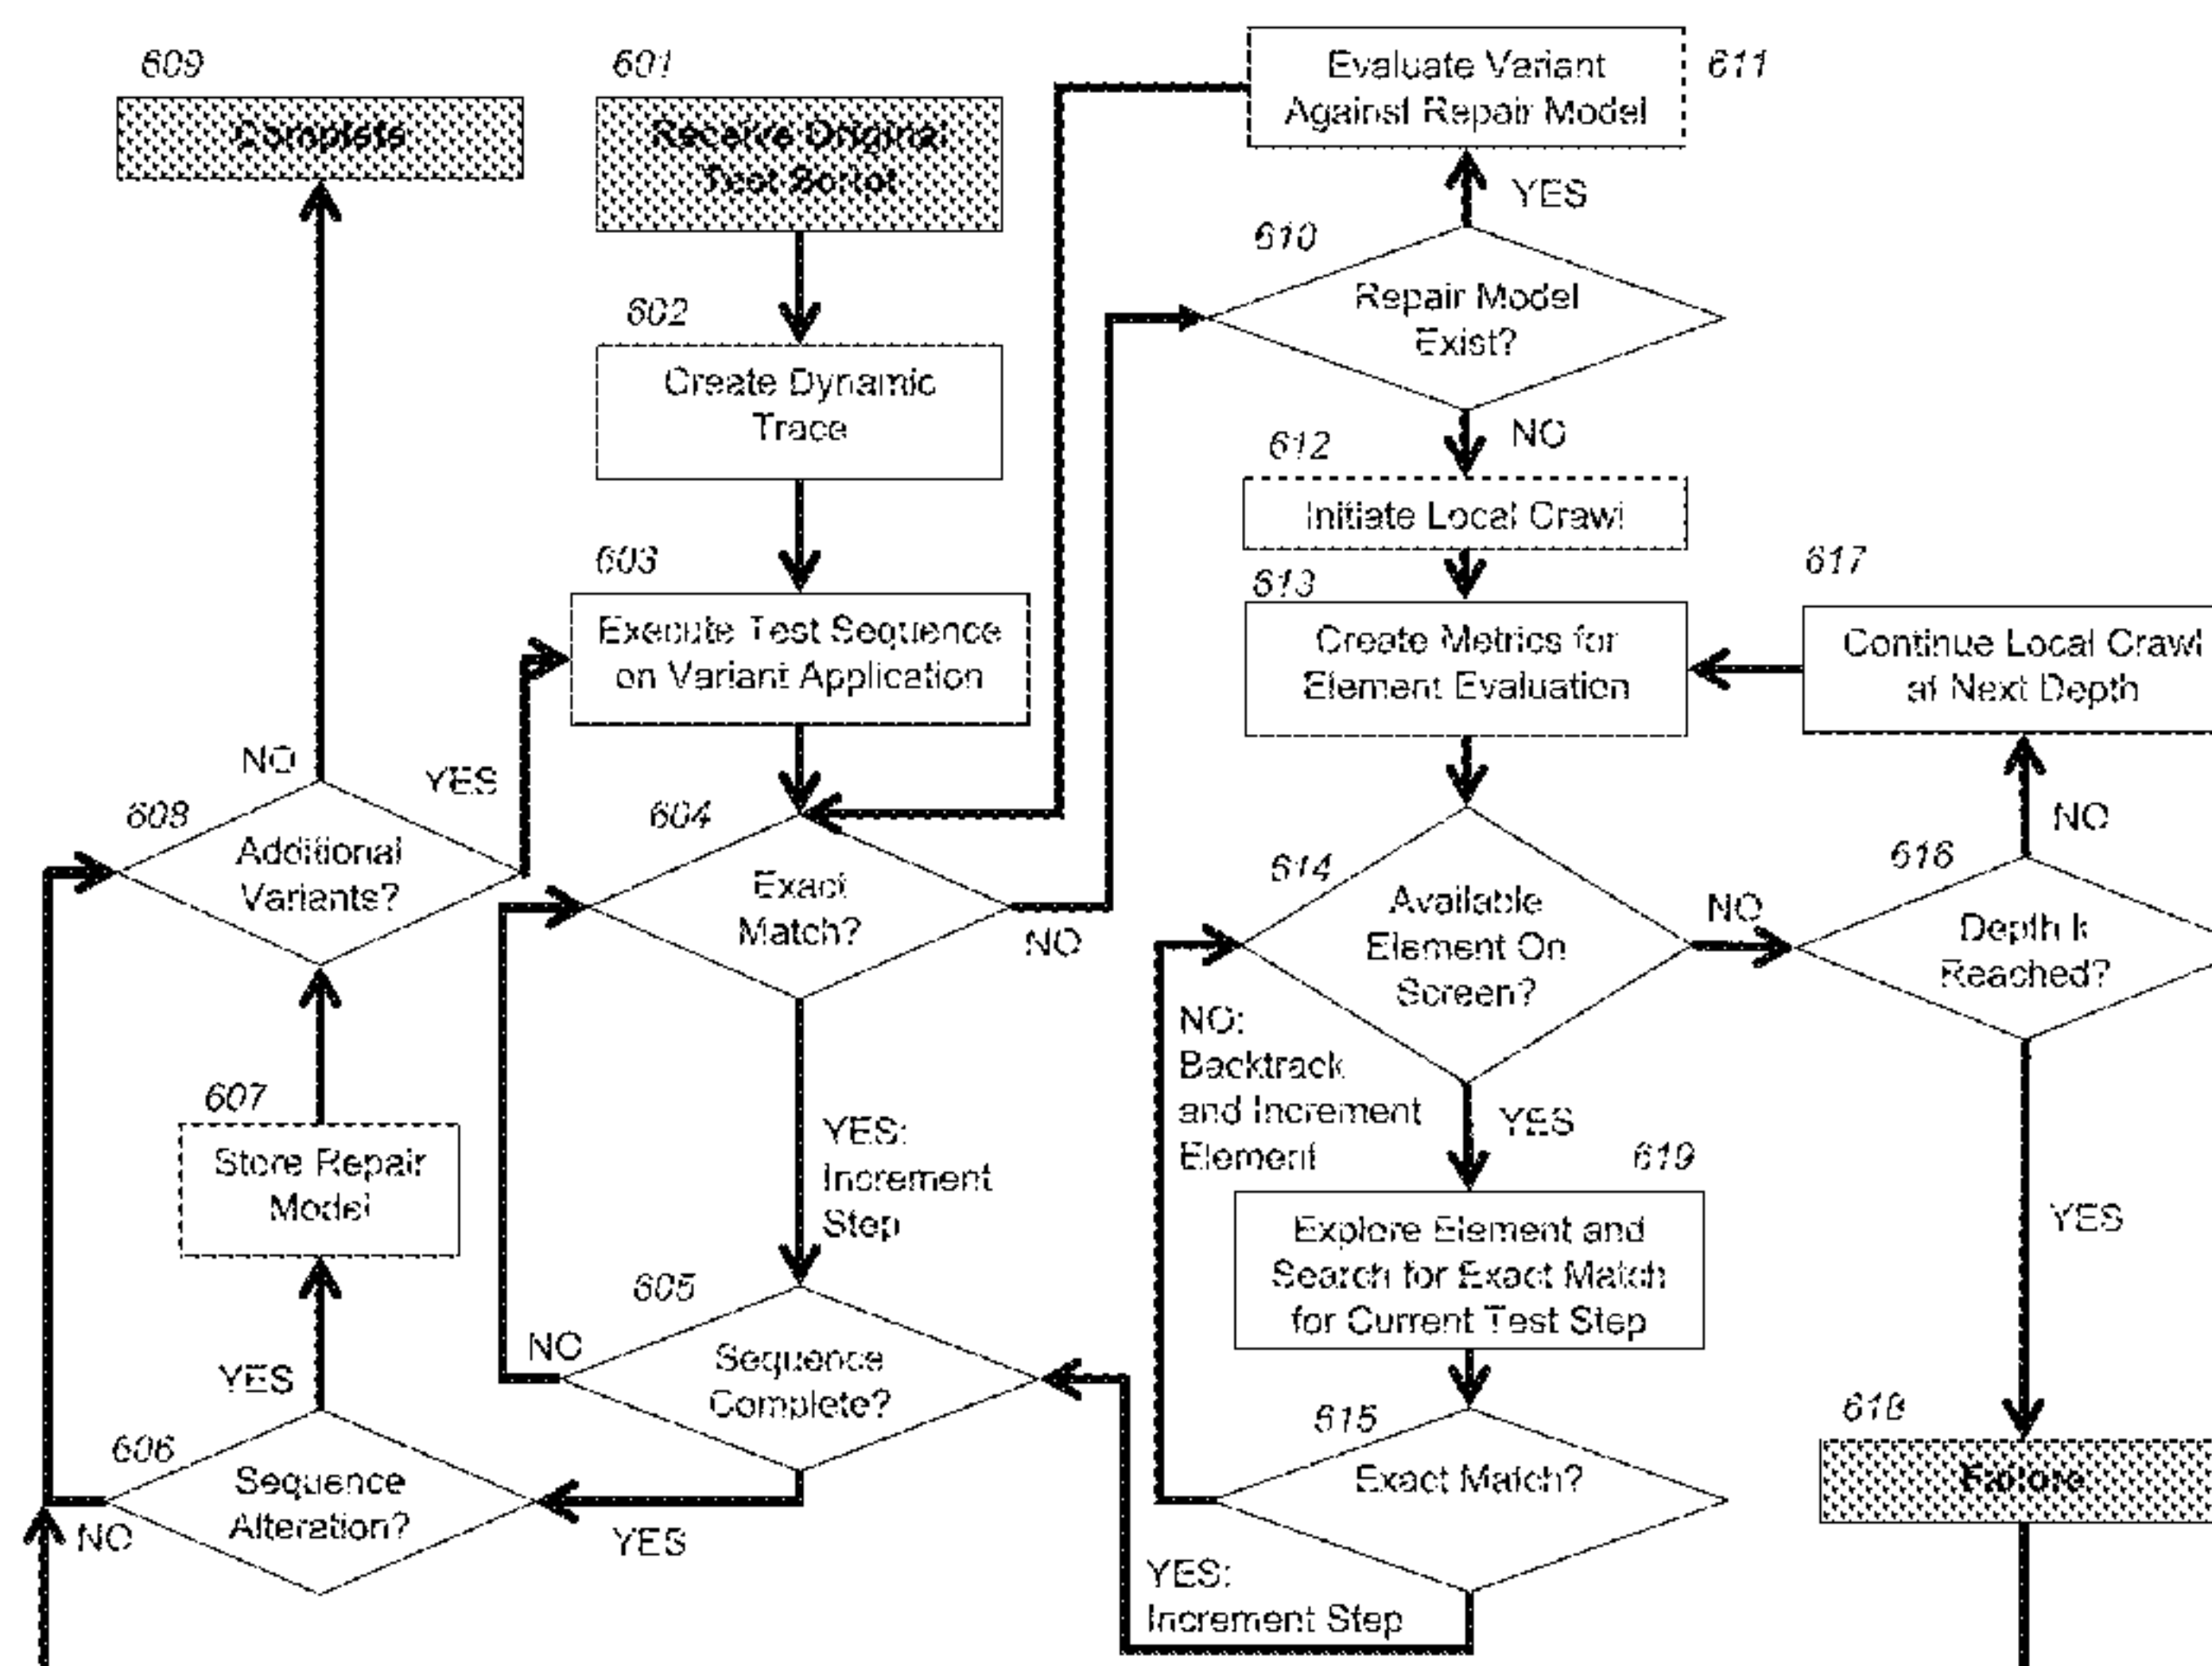 609
Complete
601
Receive Original
Test Script
602
Create Dynamic
Trace
603
Execute Test Sequence
on Variant Application
NO
YES
608
Additional
Variants?
604
Exact
Match?
NO
607
Store Repair
Model
YES:
Increment
Step
605
Sequence
Complete?
NO
YES
YES
606
Sequence
Alteration?
NO
611
Evaluate Variant
Against Repair Model
YES
610
Repair Model
Exist?
NO
612
Initiate Local Crawl
613
Create Metrics for
Element Evaluation
617
Continue Local Crawl
at Next Depth
614
Available
Element On
Screen?
NO
616
Depth k
Reached?
NO
YES
NO:
Backtrack
and Increment
Element
YES
619
Explore Element and
Search for Exact Match
for Current Test Step
615
Exact Match?
YES:
Increment Step
618